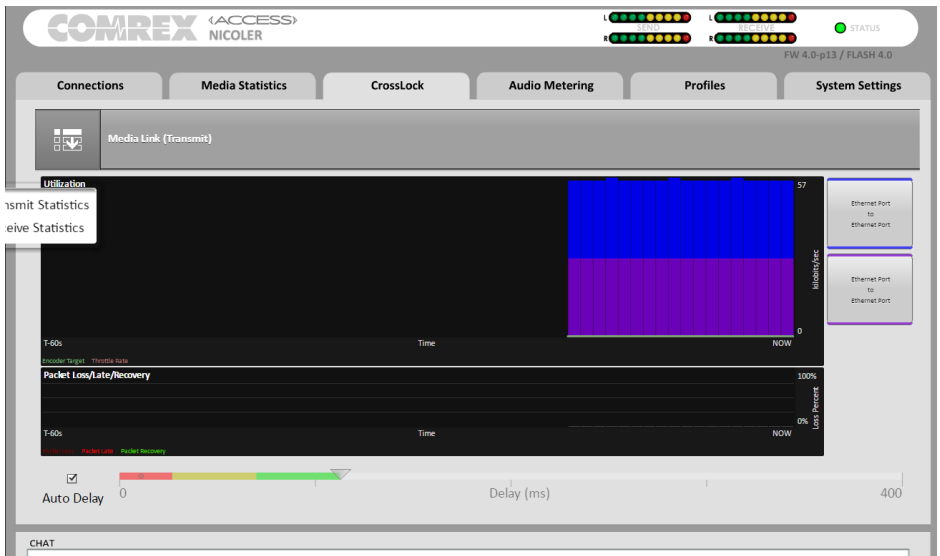 COMREX (ACCESS)
NICOLER
L SEND R
L RECEIVE R
STATUS
FW 4.0-p13 / FLASH 4.0
Connections
Media Statistics
CrossLock
Audio Metering
Profiles
System Settings
Media Link (Transmit)
Utilization
nsmit Statistics
eive Statistics
57
kilobits/sec
0
T-60s
Time
NOW
Encoder Target Throttle Rate
Ethernet Port
to
Ethernet Port
Ethernet Port
to
Ethernet Port
Packet Loss/Late/Recovery
100%
Loss Percent
0%
T-60s
Time
NOW
Packet Late Packet Recovery
Auto Delay
0
Delay (ms)
400
CHAT